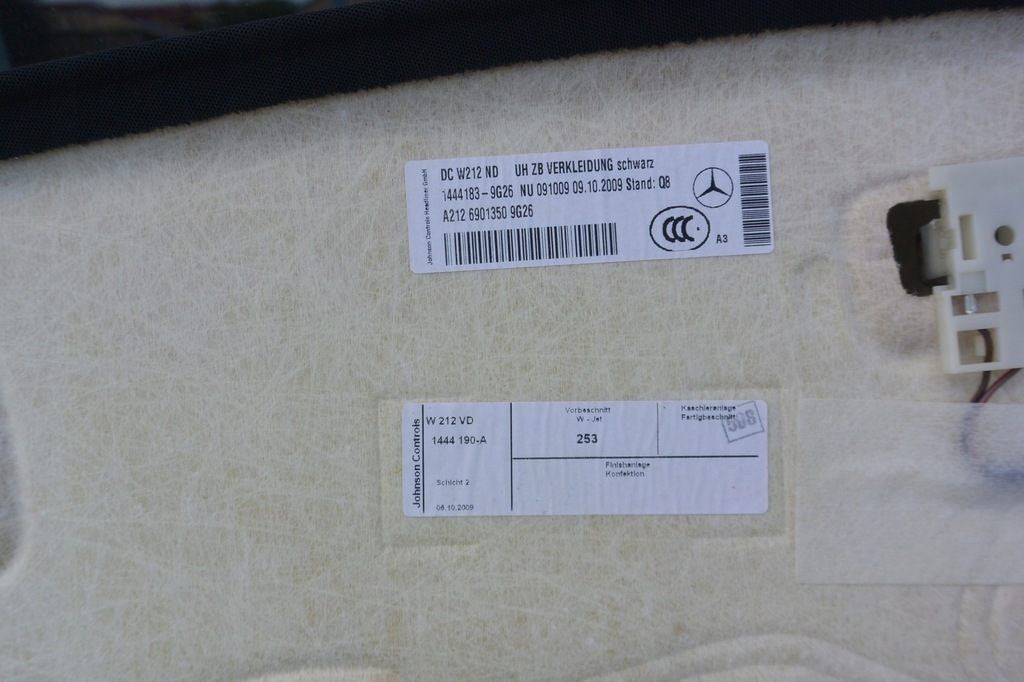 Johnson Controls Headliner GmbH
DC W212 ND UH ZB VERKLEIDUNG schwarz
1444183-9G26 NU 091009 09.10.2009 Stand: Q8
A212 6901350 9G26
CCC
A3
Johnson Controls
W 212 VD
1444 190-A
Schicht 2
06.10.2009
Vorbeschnitt
W - Jet
253
Kaschieranlage
Fertigbeschnitt
508
Finishanlage
Konfektion